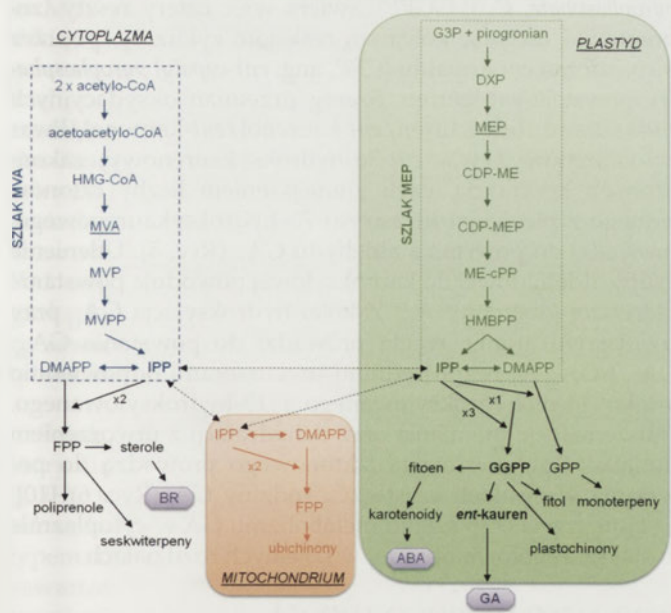 CYTOPLAZMA
SZLAK MVA
2 x acetylo-CoA
acetoacetylo-CoA
HMG-CoA
MVA
MVP
MVPP
DMAPP
IPP
x2
FPP
sterole
BR
poliprenole
seskwiterpeny
IPP
DMAPP
x2
FPP
ubichinony
MITOCHONDRIUM
PLASTYD
SZLAK MEP
G3P + pirogronian
DXP
MEP
CDP-ME
CDP-MEP
ME-cPP
HMBPP
IPP
DMAPP
x3
x1
fitoen
GGPP
GPP
karotenoidy
ent-kauren
fitol
monoterpeny
plastochinony
ABA
GA